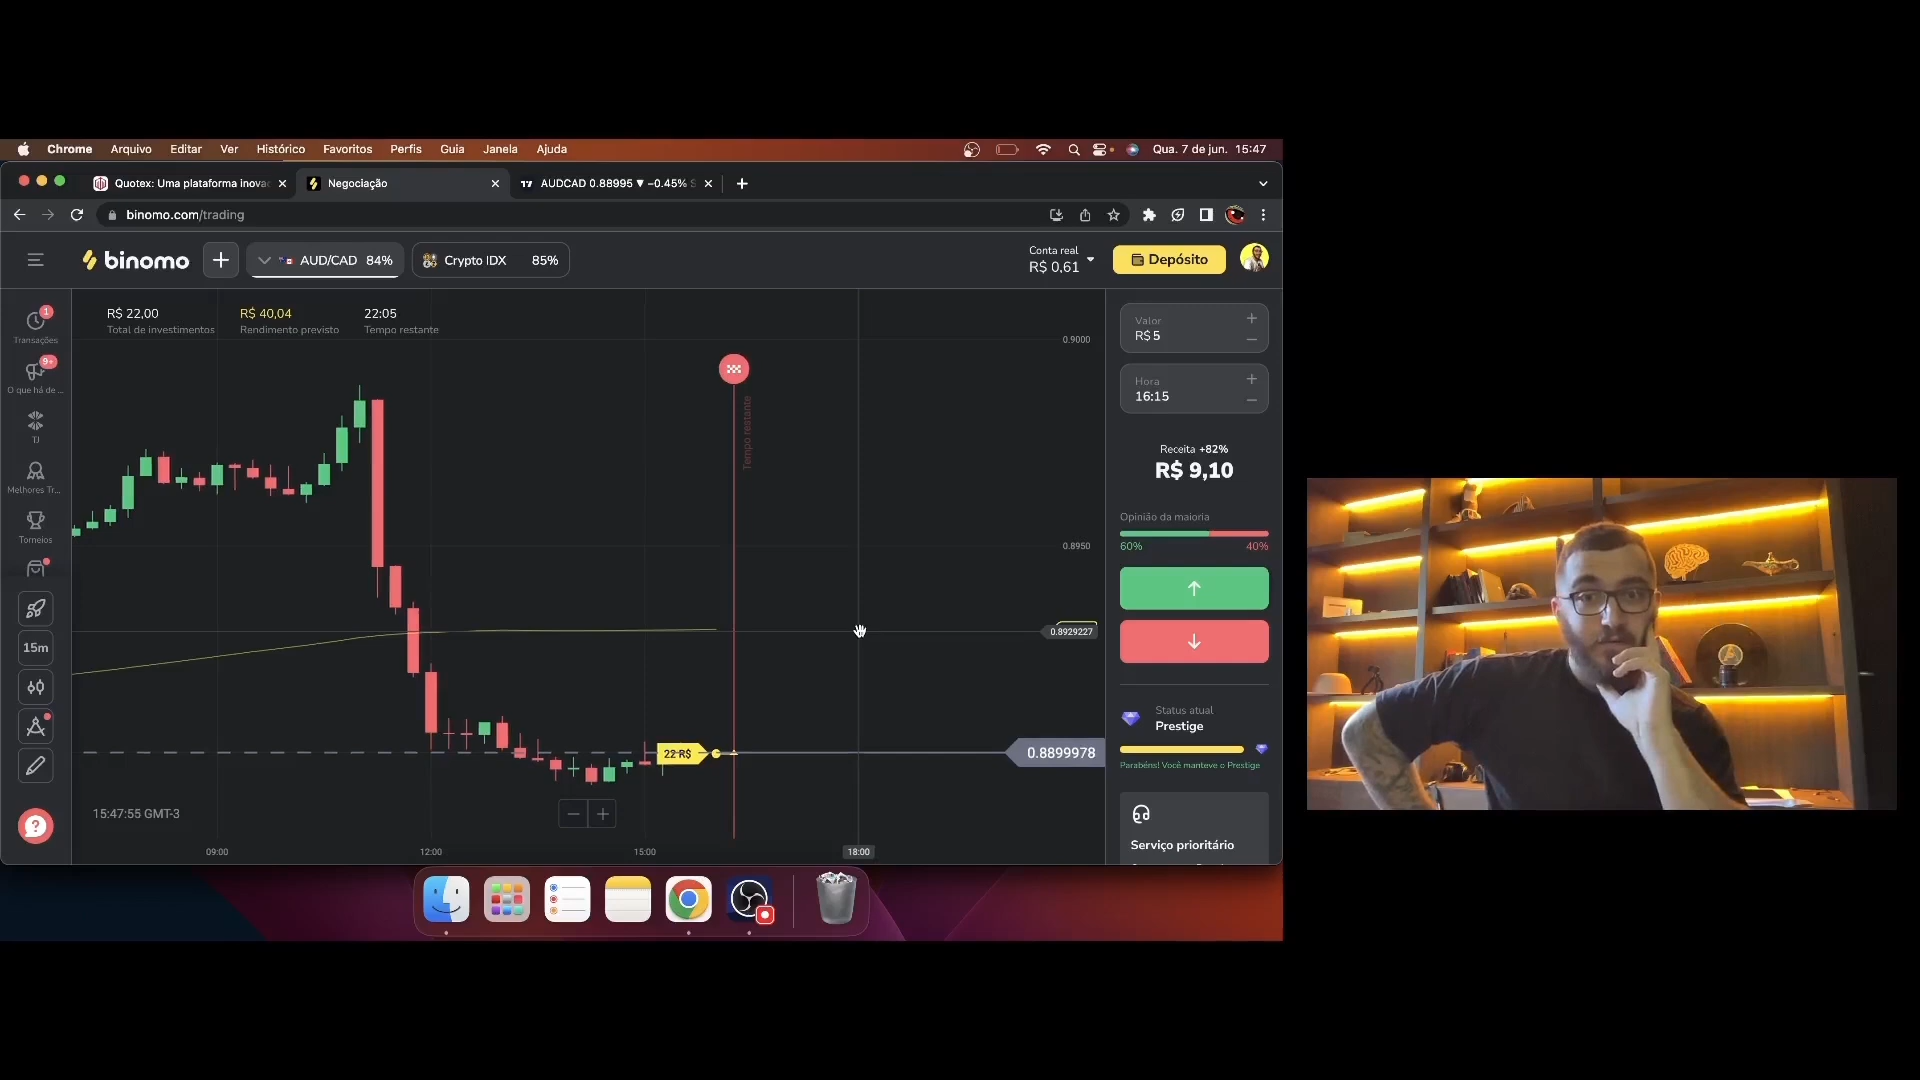 Chrome Arquivo Editar Ver Histórico Favoritos Perfis Guia Janela Ajuda
Qua. 7 de jun. 15:47
Quotex: Uma plataforma inova
Negociação
AUDCAD 0.88995 ▼ −0.45%
binomo.com/trading
binomo
AUD/CAD 84%
Crypto IDX 85%
Conta real
R$ 0,61
Depósito
R$ 22,00
Total de investimentos
R$ 40,04
Rendimento previsto
22:05
Tempo restante
1
Transações
9+
O que há de ...
TJ
Melhores Tr...
Torneios
15m
Tempo restante
0.9000
0.8950
0.8929227
22 R$
0.8899978
15:47:55 GMT-3
09:00
12:00
15:00
18:00
Valor
R$ 5
Hora
16:15
Receita +82%
R$ 9,10
Opinião da maioria
60%
40%
Status atual
Prestige
Parabéns! Você manteve o Prestige
Serviço prioritário